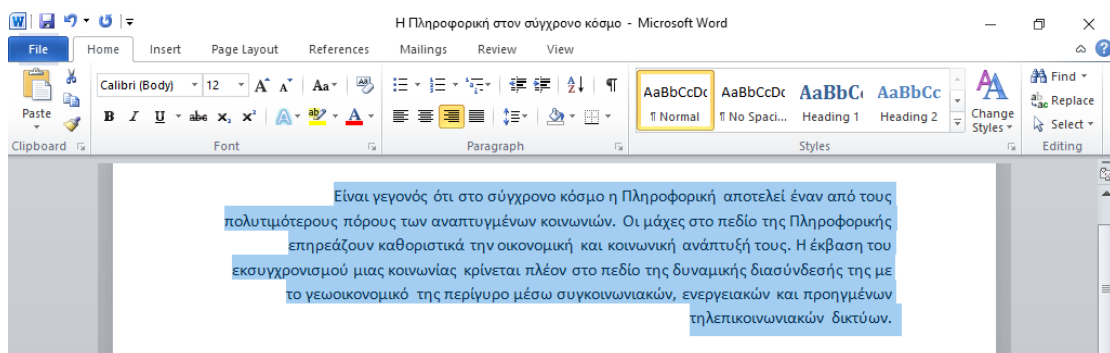 Η Πληροφορική στον σύγχρονο κόσμο - Microsoft Word
File Home Insert Page Layout References Mailings Review View
Calibri (Body) 12 A A Aa
AaBbCcDc AaBbCcDc AaBbC AaBbCc
Find
Replace
Select
Paste
B I U abc x₂ x² A ab A
¶ Normal ¶ No Spaci... Heading 1 Heading 2
Change
Styles
Clipboard Font Paragraph Styles Editing
Είναι γεγονός ότι στο σύγχρονο κόσμο η Πληροφορική αποτελεί έναν από τους
πολυτιμότερους πόρους των αναπτυγμένων κοινωνιών. Οι μάχες στο πεδίο της Πληροφορικής
επηρεάζουν καθοριστικά την οικονομική και κοινωνική ανάπτυξή τους. Η έκβαση του
εκσυγχρονισμού μιας κοινωνίας κρίνεται πλέον στο πεδίο της δυναμικής διασύνδεσής της με
το γεωοικονομικό της περίγυρο μέσω συγκοινωνιακών, ενεργειακών και προηγμένων
τηλεπικοινωνιακών δικτύων.